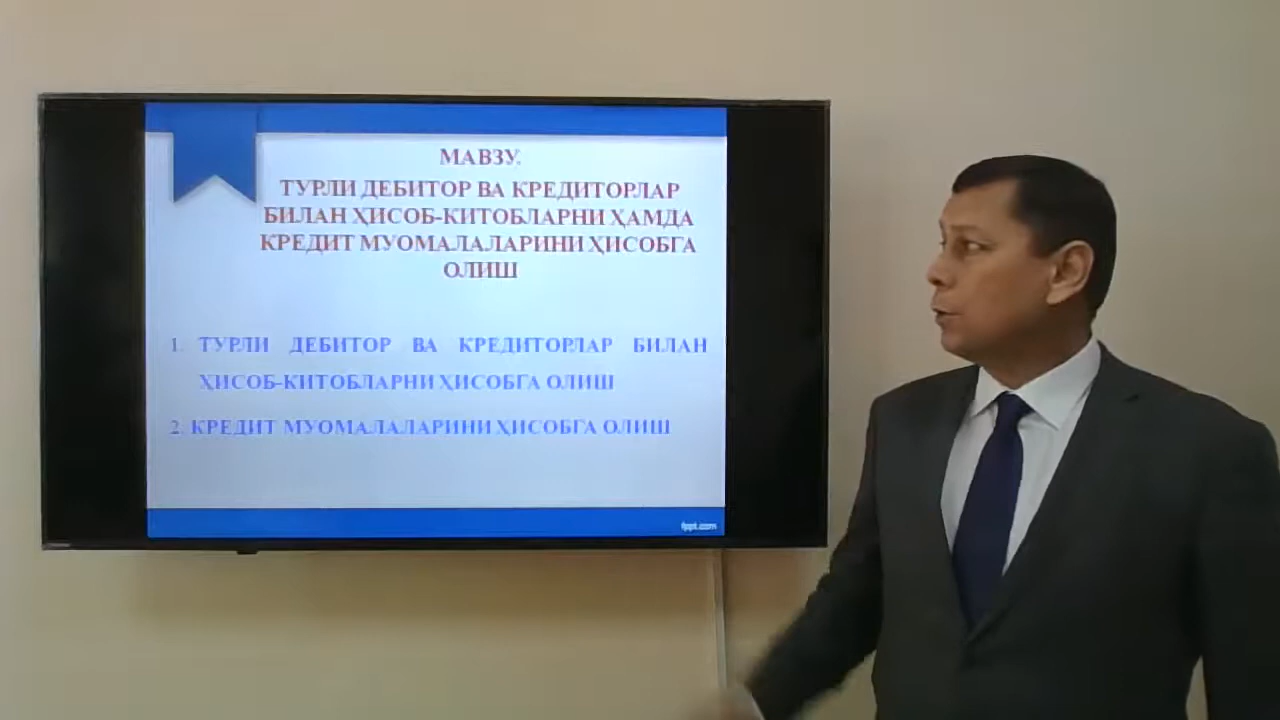 МАВЗУ.
ТУРЛИ ДЕБИТОР ВА КРЕДИТОРЛАР
БИЛАН ҲИСОБ-КИТОБЛАРНИ ҲАМДА
КРЕДИТ МУОМАЛАЛАРИНИ ҲИСОБГА
ОЛИШ
1. ТУРЛИ ДЕБИТОР ВА КРЕДИТОРЛАР БИЛАН
ҲИСОБ-КИТОБЛАРНИ ҲИСОБГА ОЛИШ
2. КРЕДИТ МУОМАЛАЛАРИНИ ҲИСОБГА ОЛИШ
fppt.com